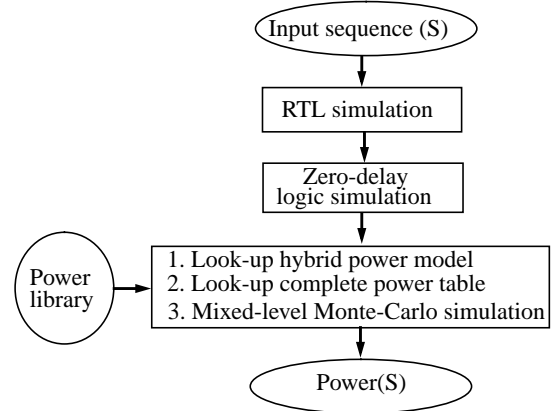 Input sequence (S)
RTL simulation
Zero-delay
logic simulation
Power
library
1. Look-up hybrid power model
2. Look-up complete power table
3. Mixed-level Monte-Carlo simulation
Power(S)